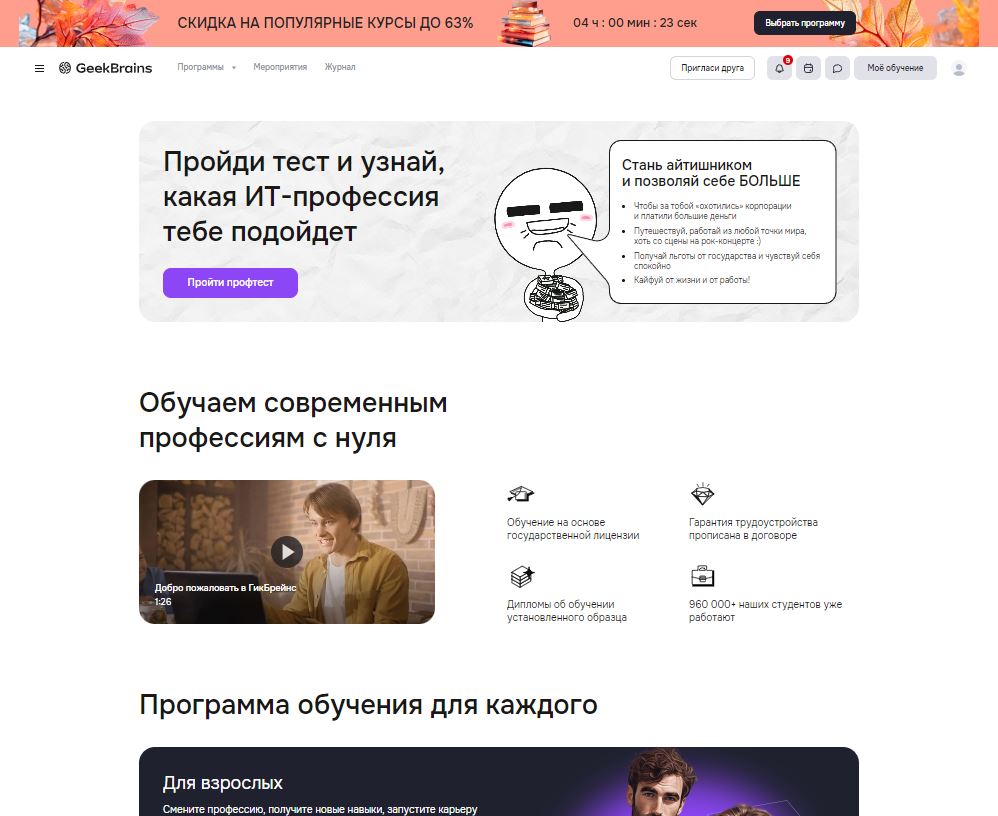 СКИДКА НА ПОПУЛЯРНЫЕ КУРСЫ ДО 63%
04 ч : 00 мин : 23 сек
Выбрать программу
GeekBrains
Программы
Мероприятия
Журнал
Пригласи друга
9
Моё обучение
Пройди тест и узнай,
какая ИТ-профессия
тебе подойдет
Пройти профтест
Стань айтишником
и позволяй себе БОЛЬШЕ
Чтобы за тобой «охотились» корпорации
и платили большие деньги
Путешествуй, работай из любой точки мира,
хоть со сцены на рок-концерте :)
Получай льготы от государства и чувствуй себя
спокойно
Кайфуй от жизни и от работы!
Обучаем современным
профессиям с нуля
Добро пожаловать в ГикБрейнс
1:26
Обучение на основе
государственной лицензии
Гарантия трудоустройства
прописана в договоре
Дипломы об обучении
установленного образца
960 000+ наших студентов уже
работают
Программа обучения для каждого
Для взрослых
Смените профессию, получите новые навыки, запустите карьеру